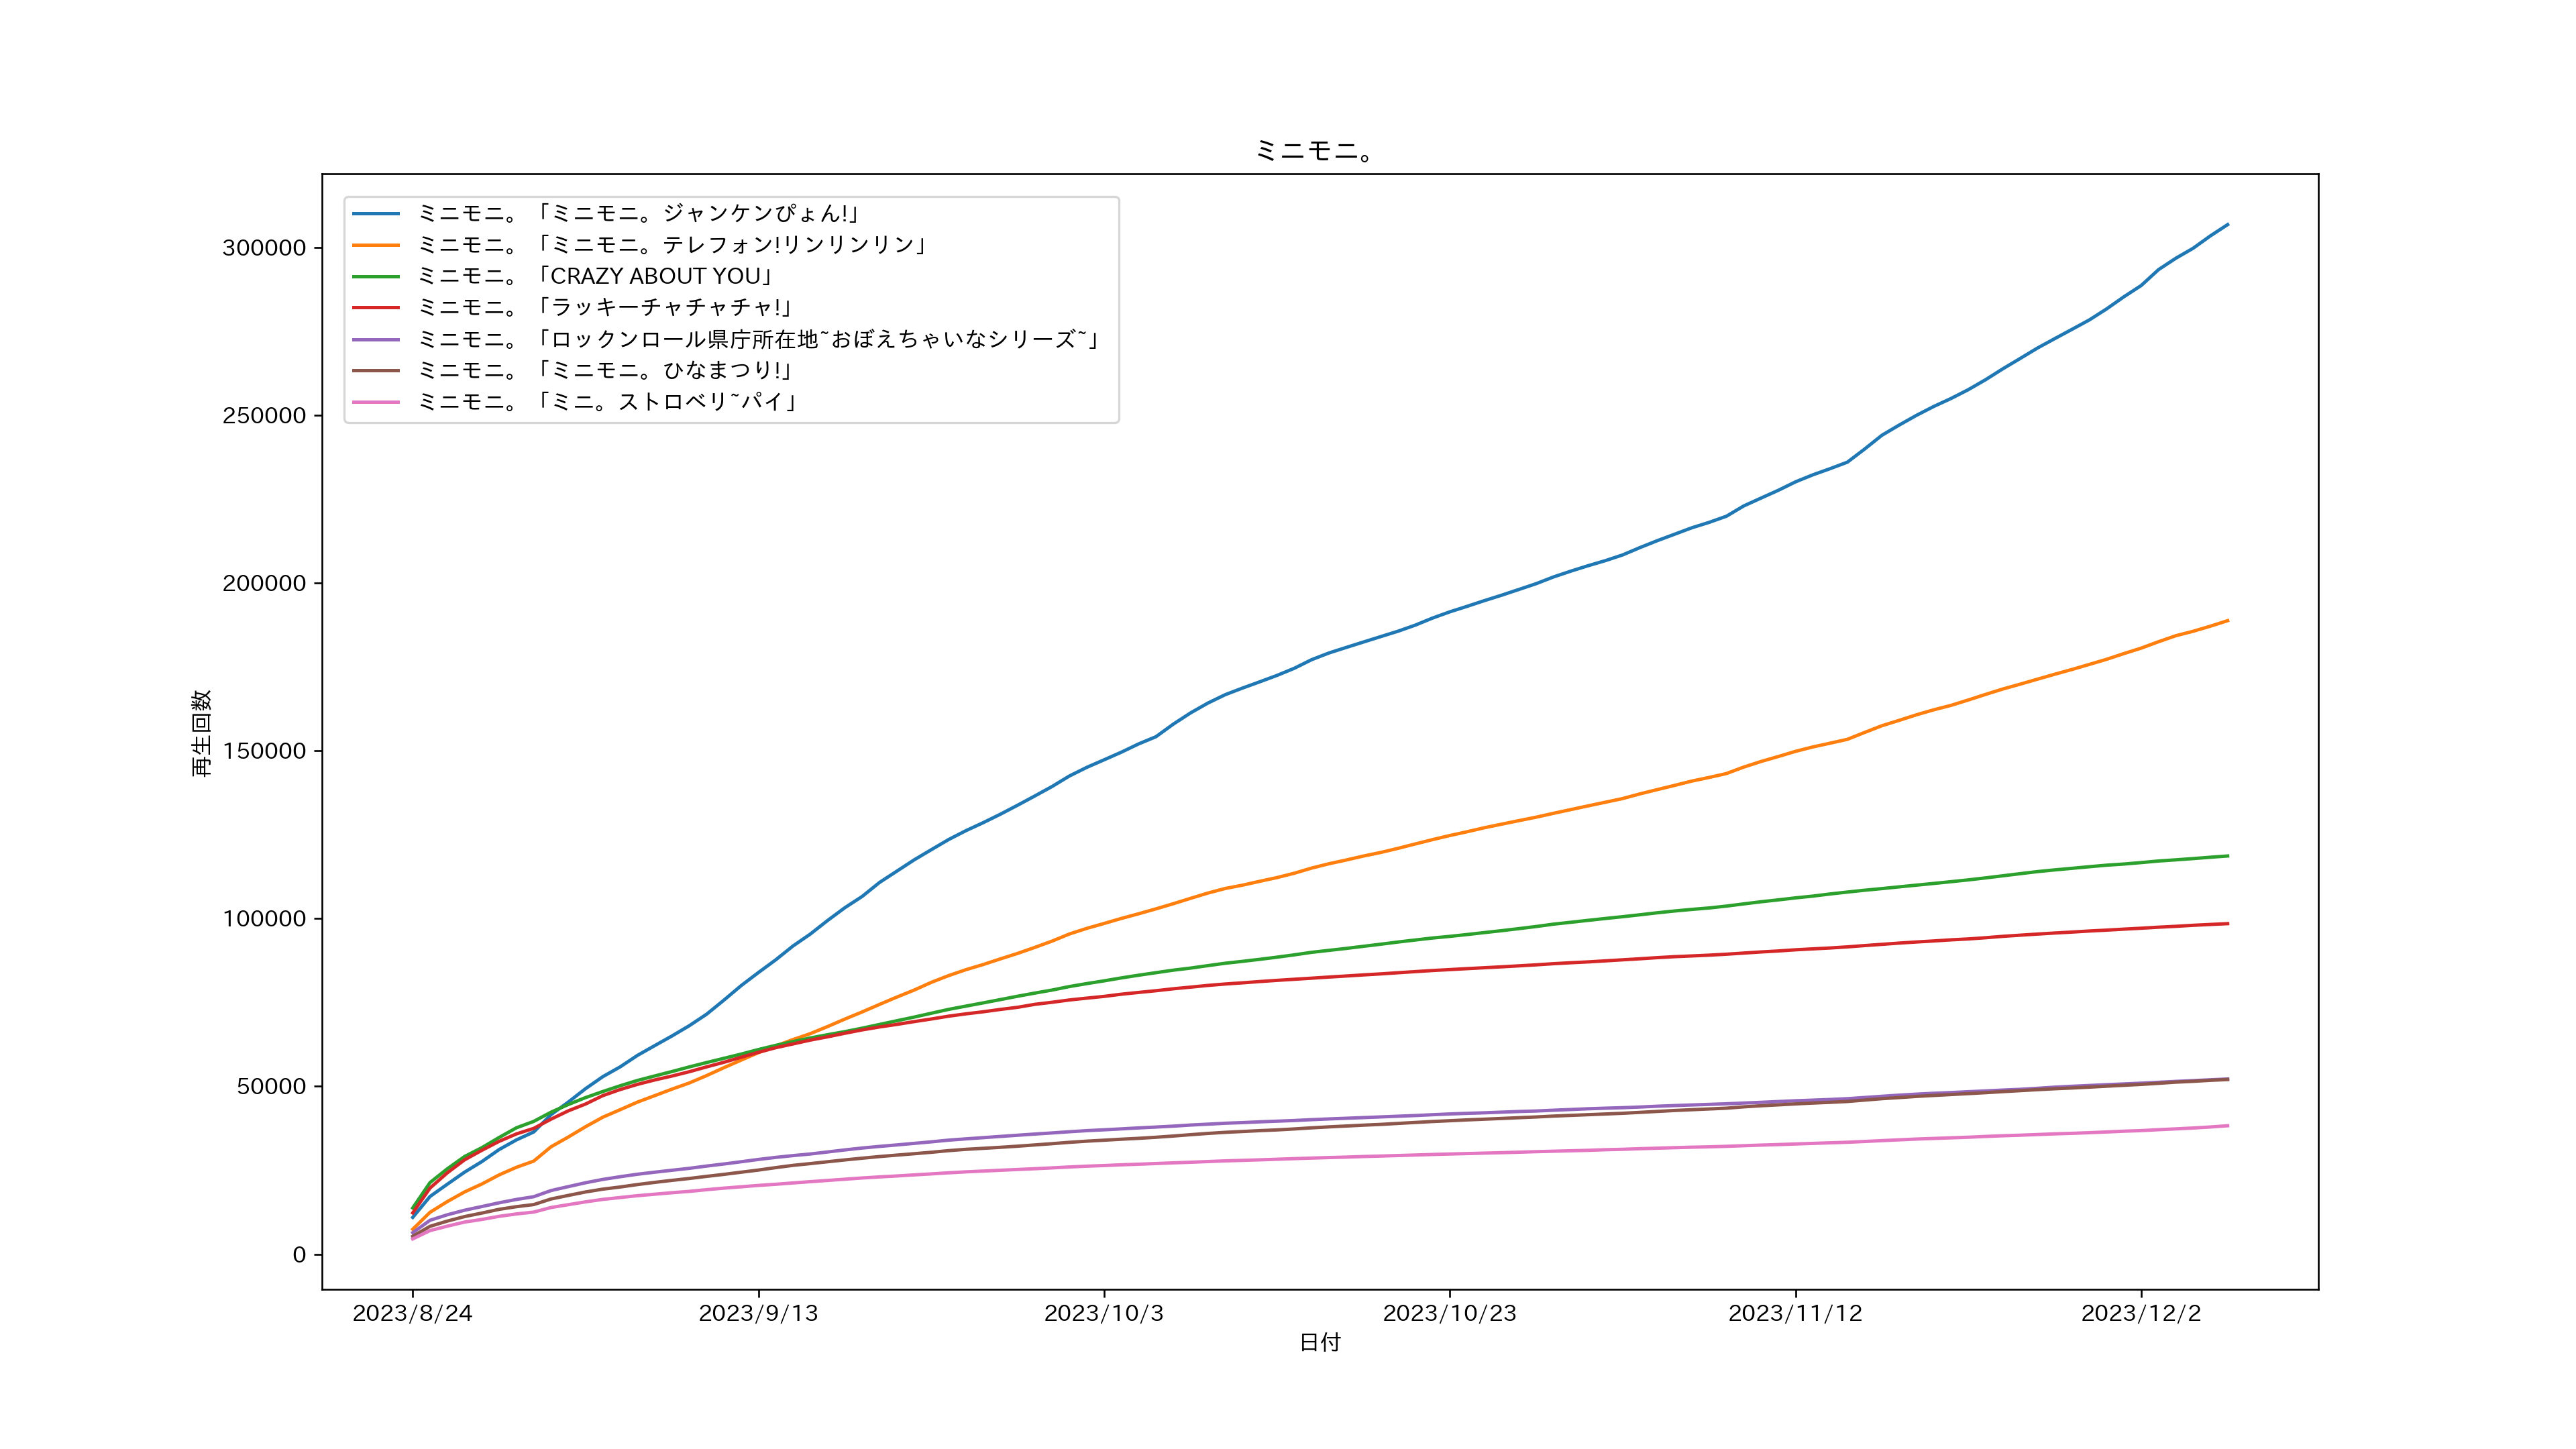 ミニモニ。
ミニモニ。「ミニモニ。ジャンケンぴょん!」
ミニモニ。「ミニモニ。テレフォン!リンリンリン」
ミニモニ。「CRAZY ABOUT YOU」
ミニモニ。「ラッキーチャチャチャ!」
ミニモニ。「ロックンロール県庁所在地~おぼえちゃいなシリーズ~」
ミニモニ。「ミニモニ。ひなまつり!」
ミニモニ。「ミニ。ストロベリ~パイ」
再生回数
300000
250000
200000
150000
100000
50000
0
2023/8/24
2023/9/13
2023/10/3
2023/10/23
2023/11/12
2023/12/2
日付